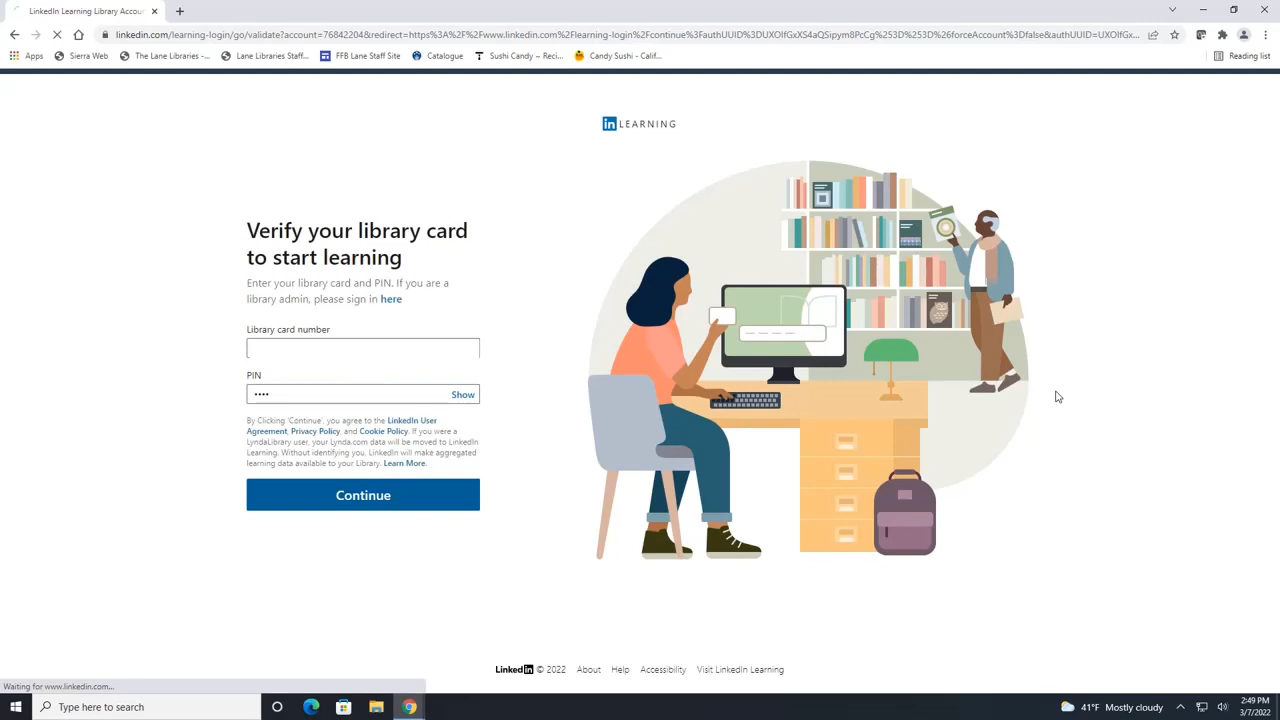 LinkedIn Learning Library Accou
linkedin.com/learning-login/go/validate?account=76842204&redirect=https%3A%2F%2Fwww.linkedin.com%2Flearning-login%2Fcontinue%3FauthUUID%3DUXOlfGxXS4aQSipym8PcCg%253D%253D%26forceAccount%3Dfalse&authUUID=UXOlfGx...
Apps Sierra Web The Lane Libraries -... Lane Libraries Staff... FFB Lane Staff Site Catalogue Sushi Candy ~ Reci... Candy Sushi - Calif... Reading list
in LEARNING
Verify your library card
to start learning
Enter your library card and PIN. If you are a
library admin, please sign in here
Library card number
PIN
•••• Show
By Clicking 'Continue', you agree to the LinkedIn User
Agreement, Privacy Policy, and Cookie Policy. If you were a
LyndaLibrary user, your Lynda.com data will be moved to LinkedIn
Learning. Without identifying you, LinkedIn will make aggregated
learning data available to your Library. Learn More.
Continue
LinkedIn © 2022 About Help Accessibility Visit LinkedIn Learning
Waiting for www.linkedin.com...
Type here to search
41°F Mostly cloudy
2:49 PM
3/7/2022